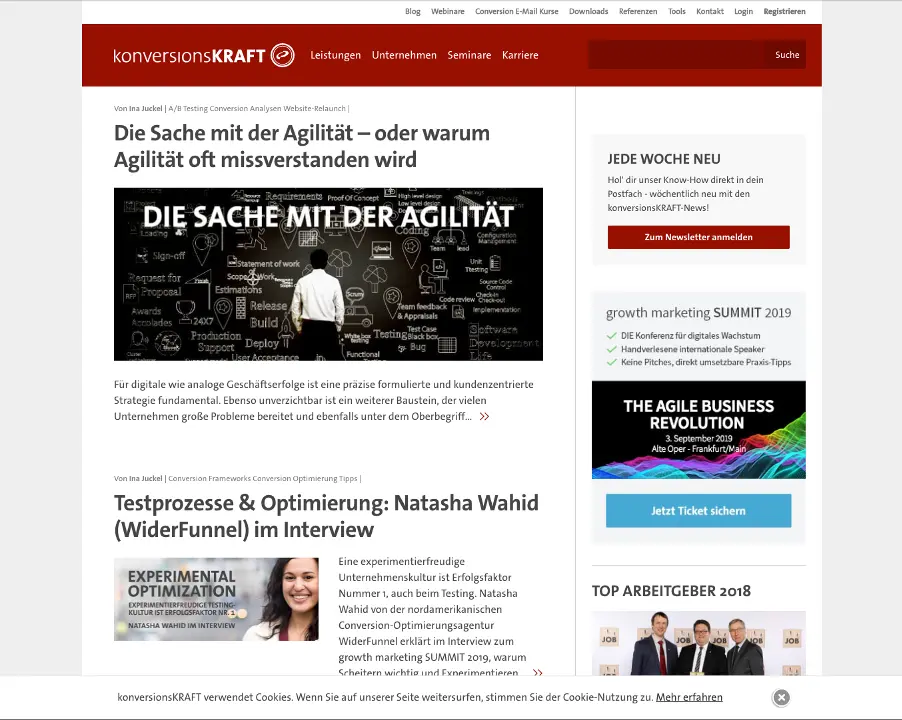 Blog Webinare Conversion E-Mail Kurse Downloads Referenzen Tools Kontakt Login Registrieren
konversionsKRAFT Leistungen Unternehmen Seminare Karriere Suche
Von Ina Juckel | A/B Testing Conversion Analysen Website-Relaunch |
Die Sache mit der Agilität – oder warum
Agilität oft missverstanden wird
DIE SACHE MIT DER AGILITÄT
Requirements
Proof Of Concept
High level design
Low level design
Coding
Team lead
Configuration
Management
Loading
Sign-off
Statement of work
Scope Work
Estimations
Request for
Proposal
RFP
Awards
Accolades
24X7
Release
Build
Production
Support
Deploy
User Acceptance
Scrum
Unit
Ttesting
Source Code
Control
Check-in
Check-out
Implementation
Code review
Team feedback
& Appraisals
Testing
Test Case
Black box
Bug
Functional
Software
Development
Life
Für digitale wie analoge Geschäftserfolge ist eine präzise formulierte und kundenzentrierte
Strategie fundamental. Ebenso unverzichtbar ist ein weiterer Baustein, der vielen
Unternehmen große Probleme bereitet und ebenfalls unter dem Oberbegriff...
Von Ina Juckel | Conversion Frameworks Conversion Optimierung Tipps |
Testprozesse & Optimierung: Natasha Wahid
(WiderFunnel) im Interview
EXPERIMENTAL
OPTIMIZATION
EXPERIMENTIERFREUDIGE TESTING-
KULTUR IST ERFOLGSFAKTOR NR. 1
NATASHA WAHID IM INTERVIEW
Eine experimentierfreudige
Unternehmenskultur ist Erfolgsfaktor
Nummer 1, auch beim Testing. Natasha
Wahid von der nordamerikanischen
Conversion-Optimierungsagentur
WiderFunnel erklärt im Interview zum
growth marketing SUMMIT 2019, warum
Scheitern wichtig und Experimentieren
JEDE WOCHE NEU
Hol' dir unser Know-How direkt in dein
Postfach - wöchentlich neu mit den
konversionsKRAFT-News!
Zum Newsletter anmelden
growth marketing SUMMIT 2019
DIE Konferenz für digitales Wachstum
Handverlesene internationale Speaker
Keine Pitches, direkt umsetzbare Praxis-Tipps
THE AGILE BUSINESS
REVOLUTION
3. September 2019
Alte Oper - Frankfurt/Main
Jetzt Ticket sichern
TOP ARBEITGEBER 2018
JOB
JOB
JOB
konversionsKRAFT verwendet Cookies. Wenn Sie auf unserer Seite weitersurfen, stimmen Sie der Cookie-Nutzung zu. Mehr erfahren